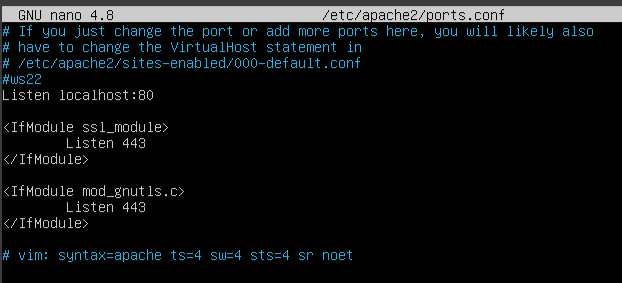 GNU nano 4.8 /etc/apache2/ports.conf
# If you just change the port or add more ports here, you will likely also
# have to change the VirtualHost statement in
# /etc/apache2/sites-enabled/000-default.conf
#ws22
Listen localhost:80
<IfModule ssl_module>
Listen 443
</IfModule>
<IfModule mod_gnutls.c>
Listen 443
</IfModule>
# vim: syntax=apache ts=4 sw=4 sts=4 sr noet